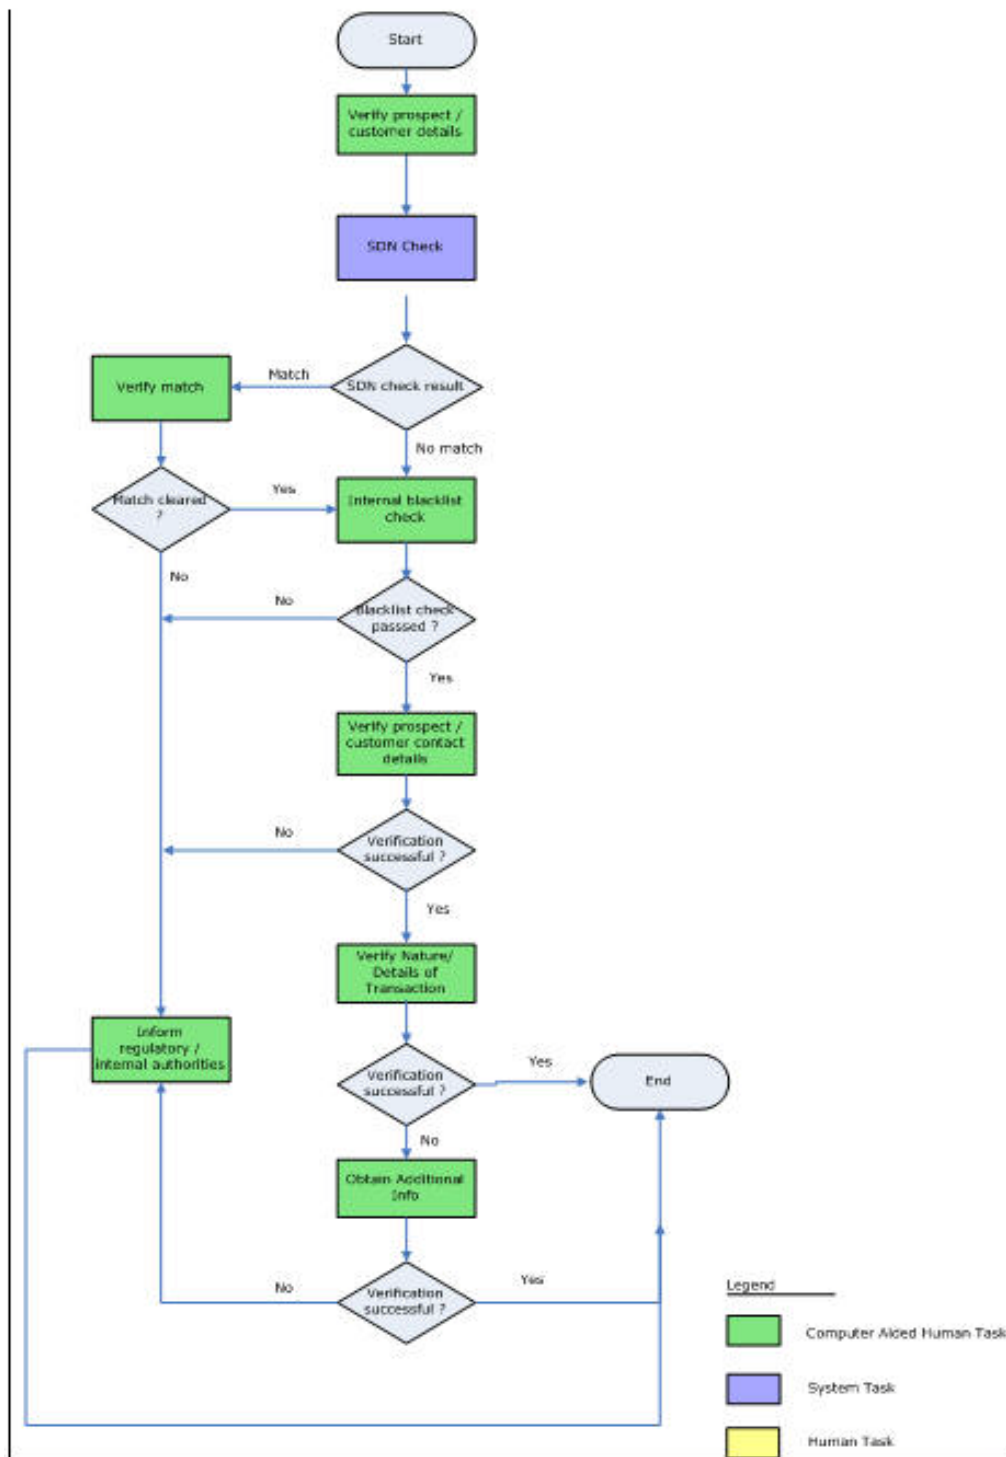 Start
Verify prospect /
customer details
SDN Check
SDN check result
Match
Verify match
No match
Match cleared
?
Yes
Internal blacklist
check
No
No
Blacklist check
passsed ?
Yes
Verify prospect /
customer contact
details
No
Verification
successful ?
Yes
Verify Nature/
Details of
Transaction
Inform
regulatory /
internal authorities
Verification
successful ?
Yes
End
No
Obtain Additional
Info
No
Verification
successful ?
Yes
Legend
Computer Aided Human Task
System Task
Human Task